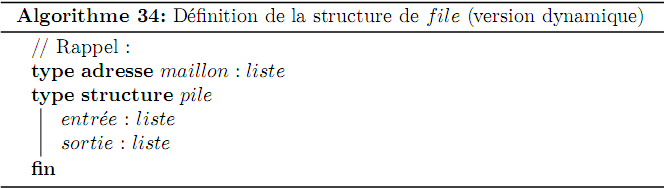 Algorithme 34: Définition de la structure de file (version dynamique)
// Rappel :
type adresse maillon : liste
type structure pile
entrée : liste
sortie : liste
fin